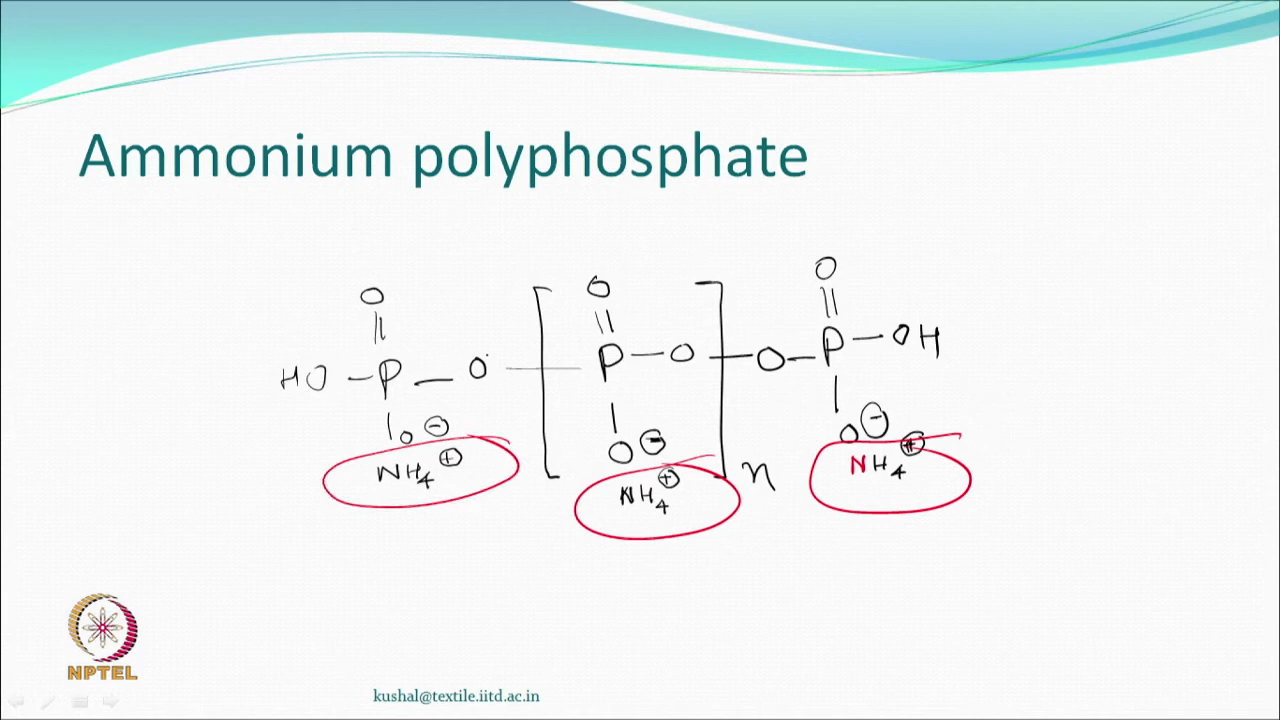 Ammonium polyphosphate
O O O
|| || ||
HO - P - O - [ P - O ] - O - P - OH
| | |
O⊖ O⊖ O⊖
NH4⊕ NH4⊕ n NH4⊕
NPTEL
kushal@textile.iitd.ac.in